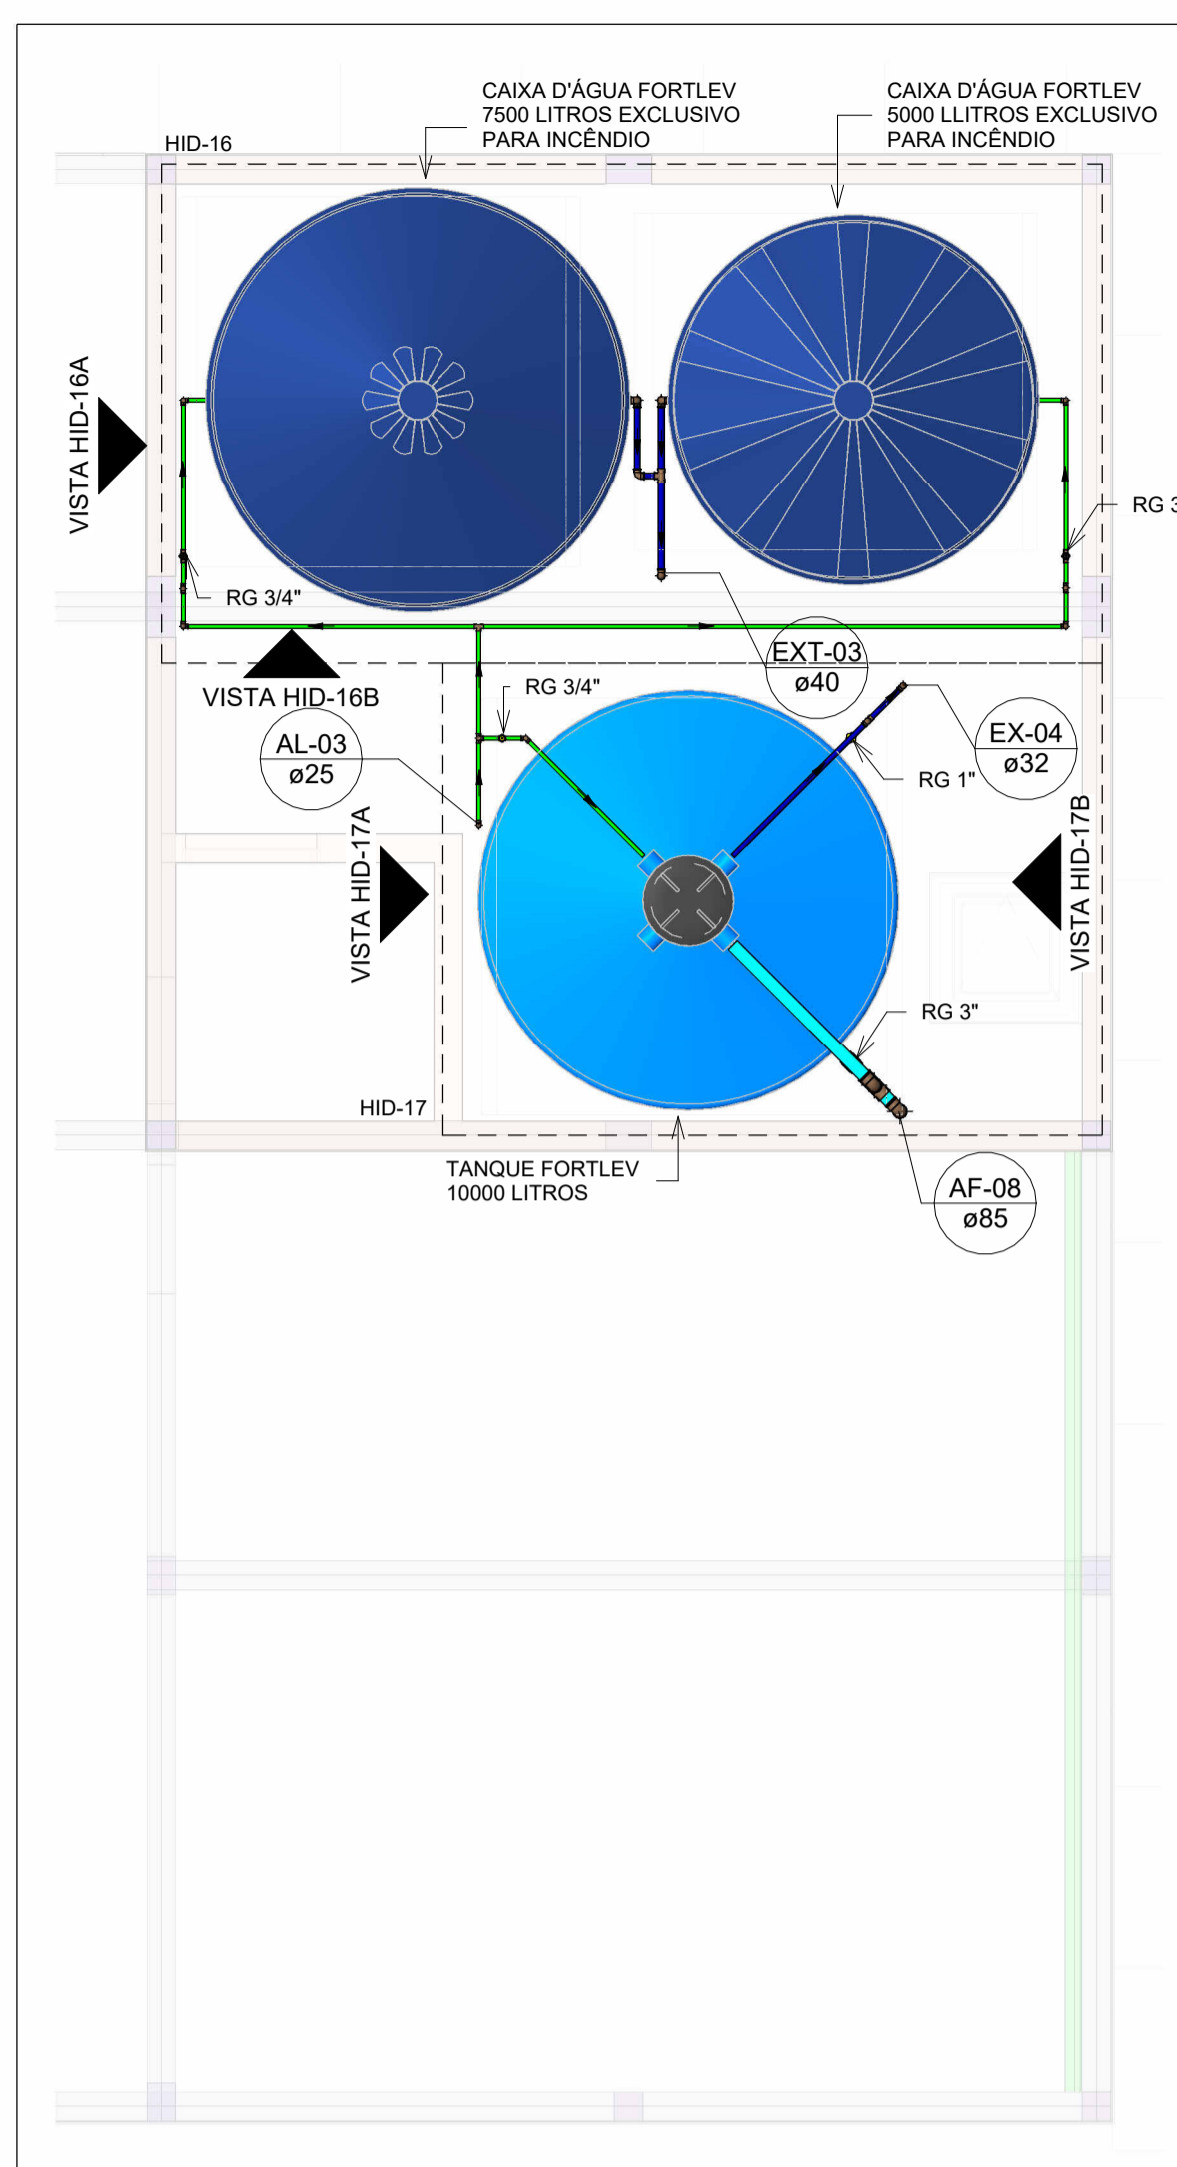 CAIXA D'ÁGUA FORTLEV
7500 LITROS EXCLUSIVO
PARA INCÊNDIO
CAIXA D'ÁGUA FORTLEV
5000 LLITROS EXCLUSIVO
PARA INCÊNDIO
HID-16
VISTA HID-16A
RG 3
RG 3/4"
VISTA HID-16B
EXT-03
ø40
RG 3/4"
AL-03
ø25
EX-04
ø32
RG 1"
VISTA HID-17A
VISTA HID-17B
RG 3"
HID-17
TANQUE FORTLEV
10000 LITROS
AF-08
ø85